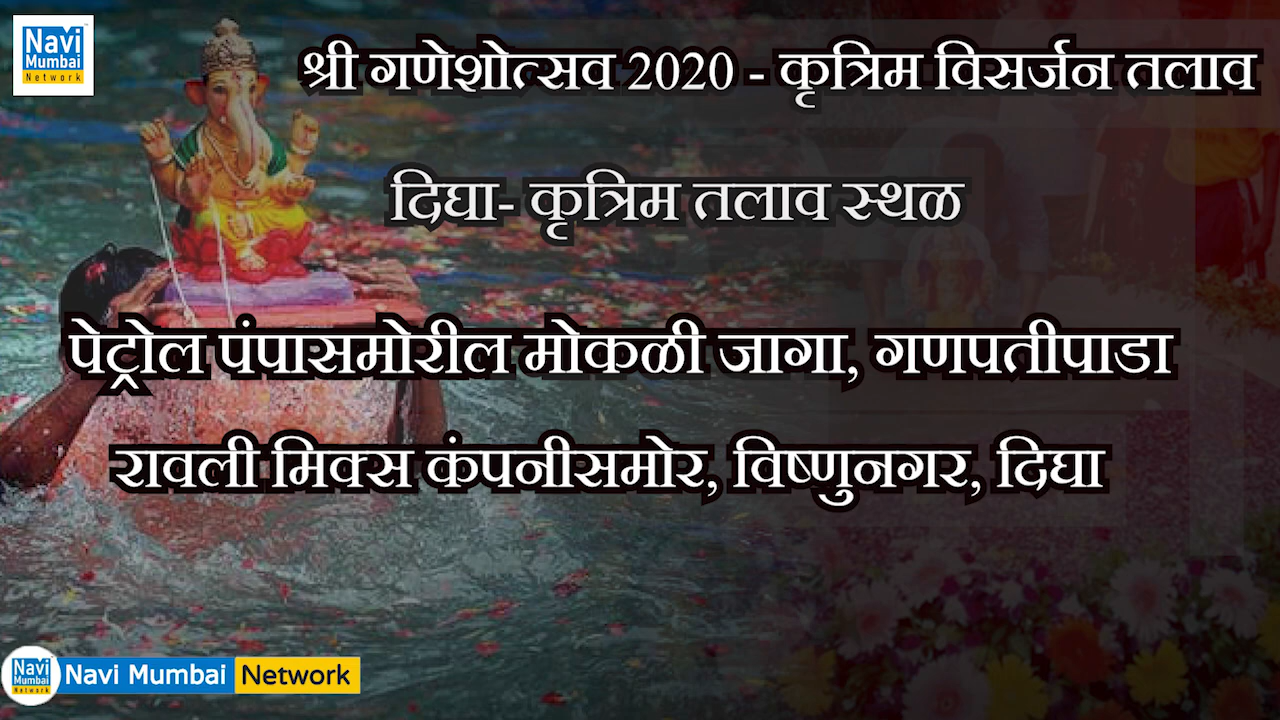 Navi
Mumbai
Network
श्री गणेशोत्सव 2020 - कृत्रिम विसर्जन तलाव
दिघा- कृत्रिम तलाव स्थळ
पेट्रोल पंपासमोरील मोकळी जागा, गणपतीपाडा
रावली मिक्स कंपनीसमोर, विष्णुनगर, दिघा
Navi
Mumbai
Network
Navi Mumbai Network